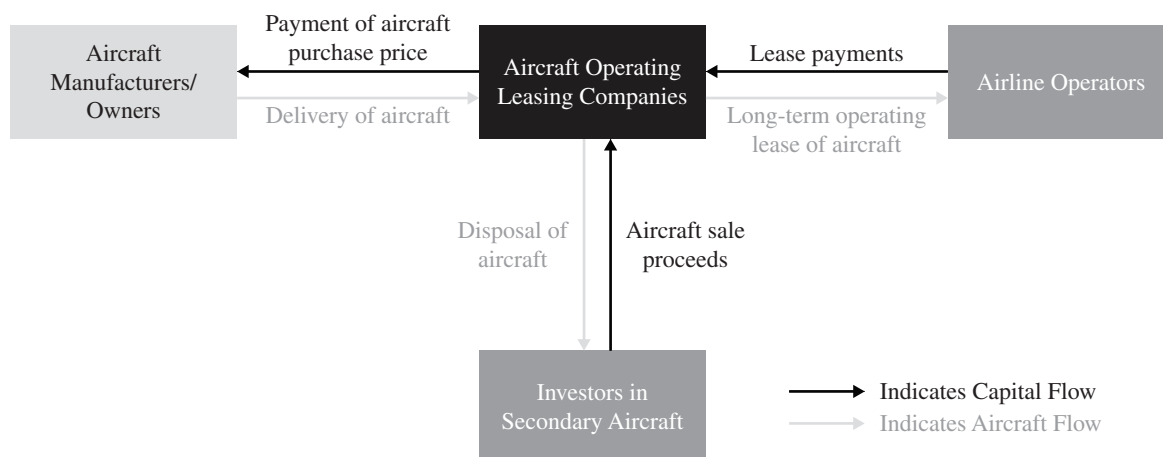 Aircraft
Manufacturers/
Owners
Payment of aircraft
purchase price
Delivery of aircraft
Aircraft Operating
Leasing Companies
Lease payments
Long-term operating
lease of aircraft
Airline Operators
Disposal of
aircraft
Aircraft sale
proceeds
Investors in
Secondary Aircraft
Indicates Capital Flow
Indicates Aircraft Flow